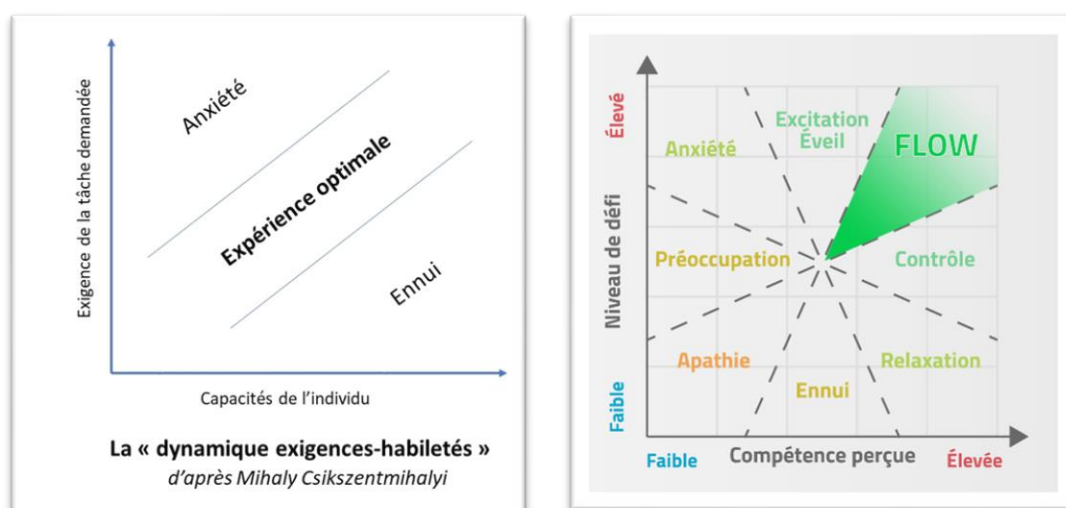 Exigence de la tâche demandée
Anxiété
Expérience optimale
Ennui
Capacités de l'individu
La « dynamique exigences-habiletés »
d'après Mihaly Csikszentmihalyi
Niveau de défi
Élevé
Faible
Anxiété
Excitation
Éveil
FLOW
Préoccupation
Contrôle
Apathie
Ennui
Relaxation
Faible
Compétence perçue
Élevée